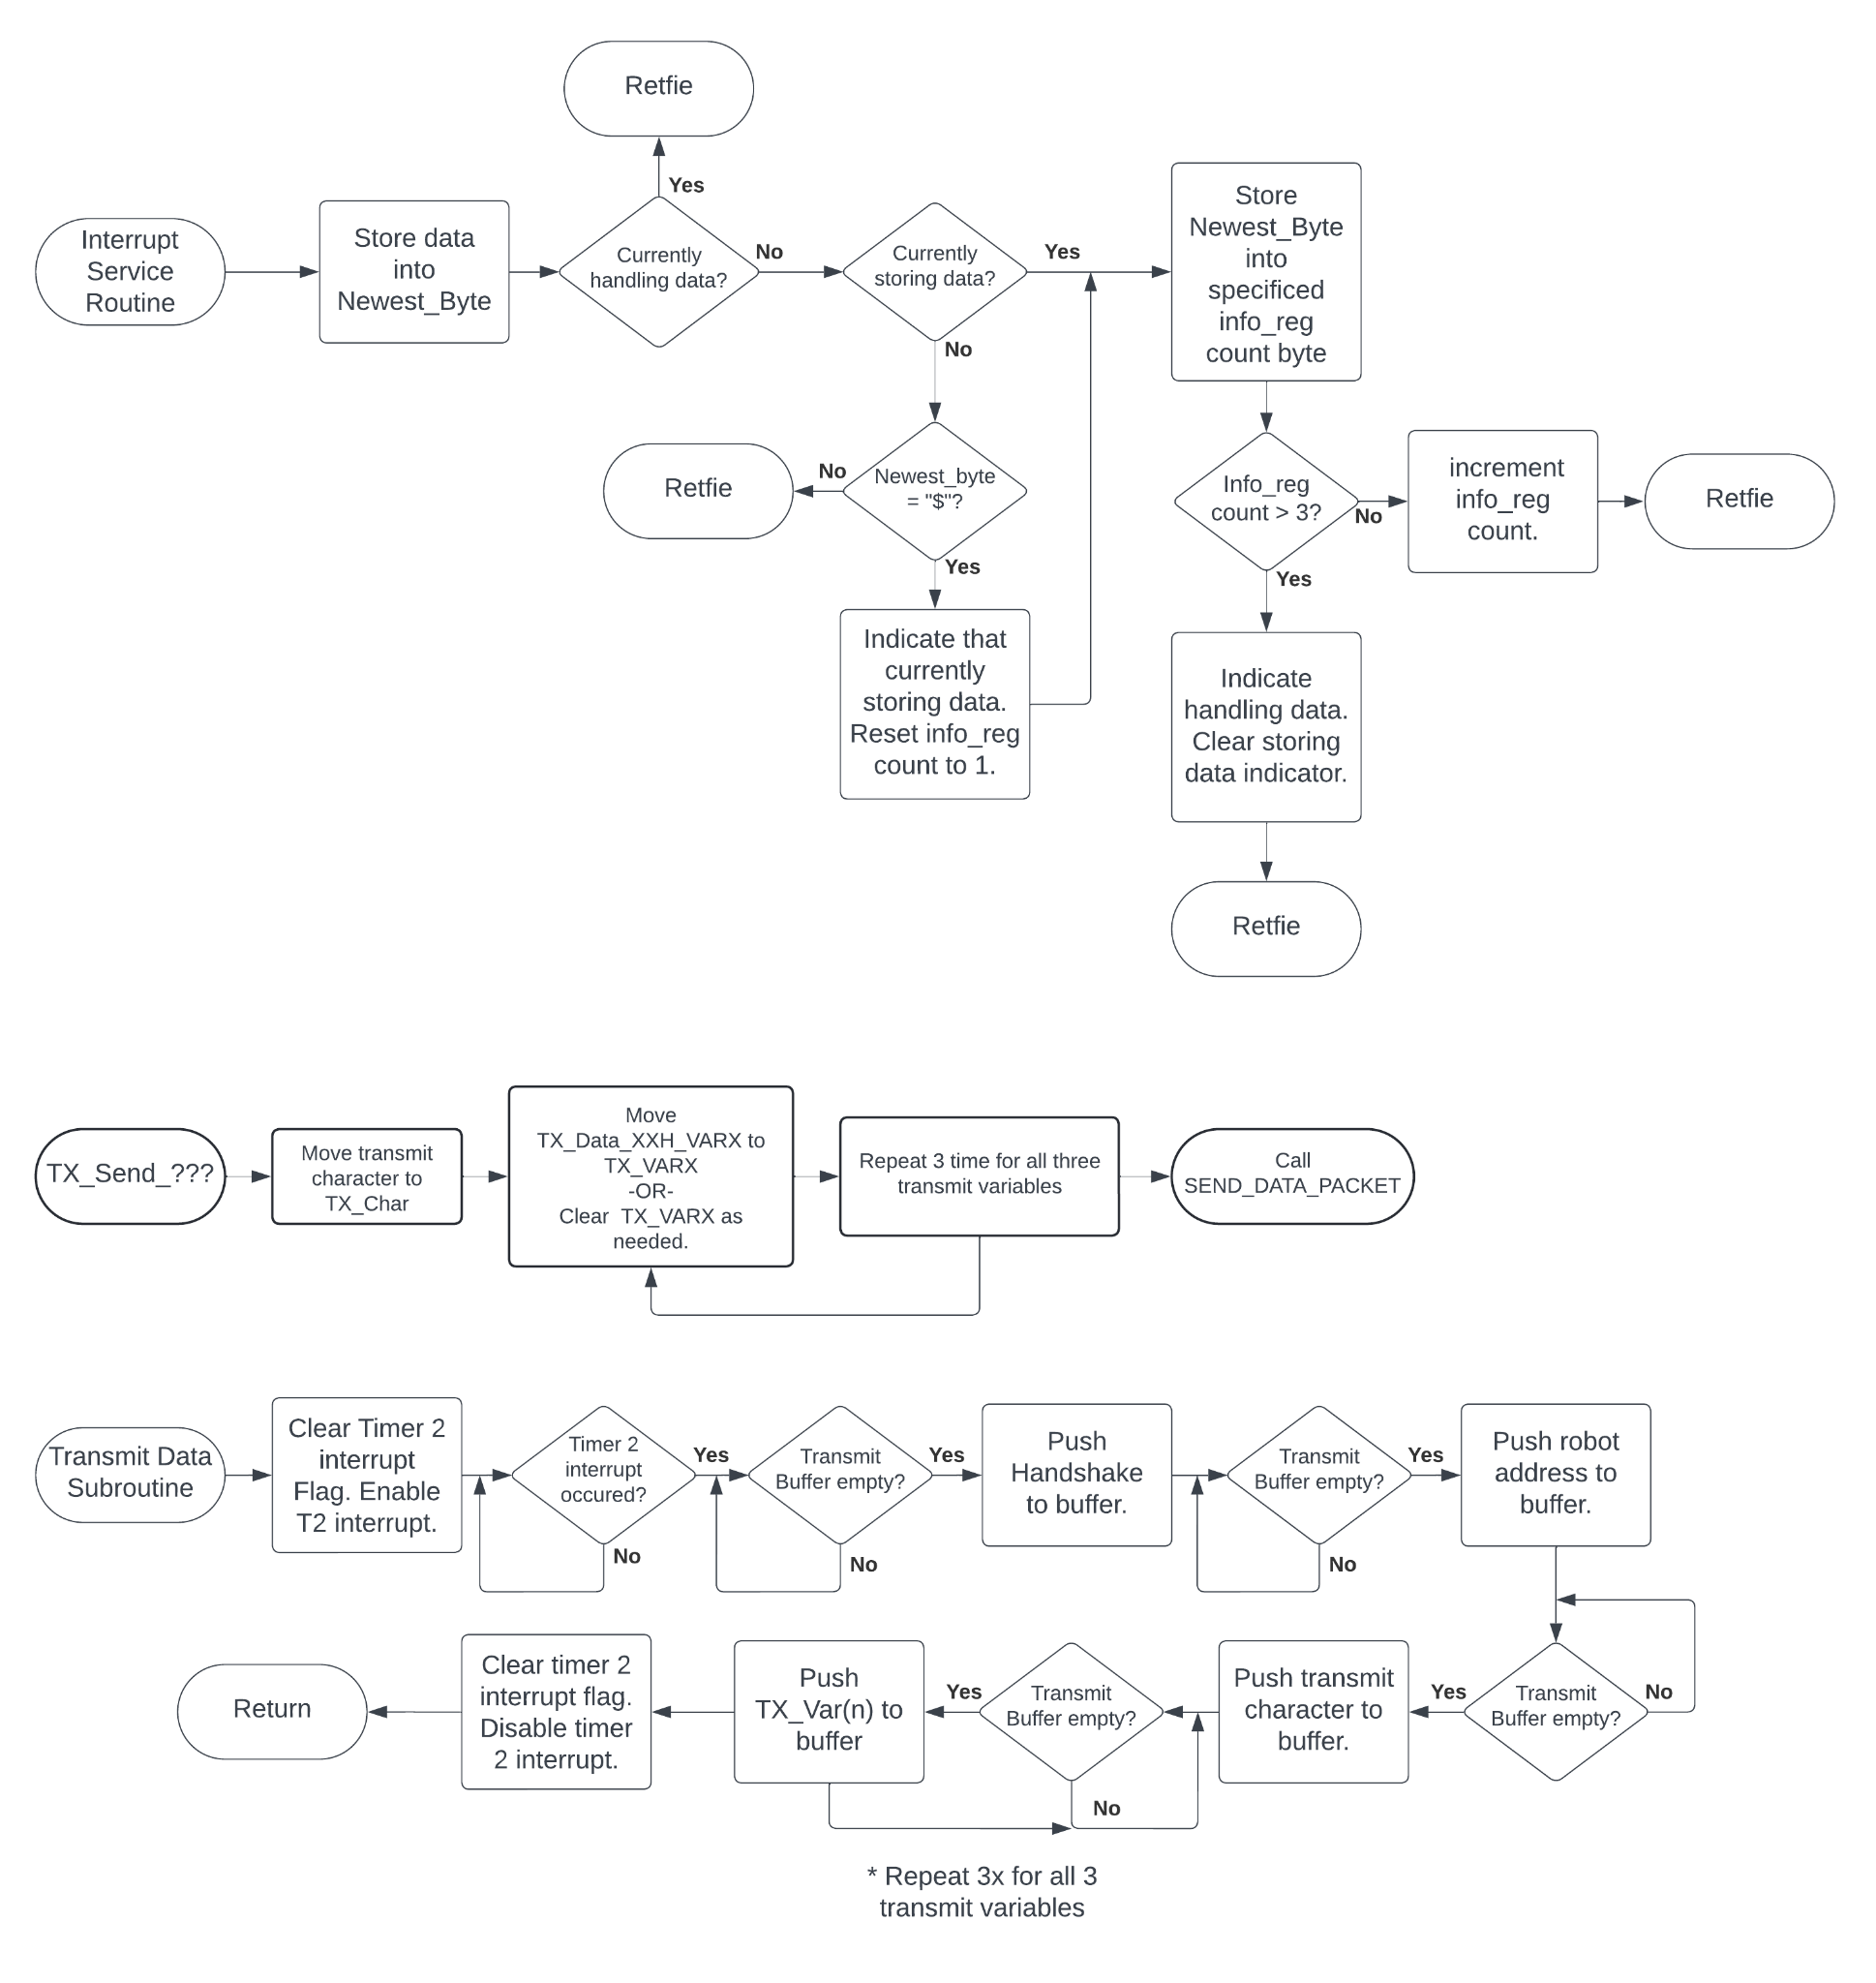 Retfie
Yes
Interrupt
Service
Routine
Store data
into
Newest_Byte
Currently
handling data?
No
Currently
storing data?
Yes
Store
Newest_Byte
into
specificed
info_reg
count byte
No
Retfie
No
Newest_byte
= "$"?
Yes
Info_reg
count > 3?
No
increment
info_reg
count.
Retfie
Yes
Indicate that
currently
storing data.
Reset info_reg
count to 1.
Indicate
handling data.
Clear storing
data indicator.
Retfie
TX_Send_???
Move transmit
character to
TX_Char
Move
TX_Data_XXH_VARX to
TX_VARX
-OR-
Clear  TX_VARX as
needed.
Repeat 3 time for all three
transmit variables
Call
SEND_DATA_PACKET
Transmit Data
Subroutine
Clear Timer 2
interrupt
Flag. Enable
T2 interrupt.
Timer 2
interrupt
occured?
Yes
No
Transmit
Buffer empty?
Yes
No
Push
Handshake
to buffer.
Transmit
Buffer empty?
Yes
No
Push robot
address to
buffer.
Transmit
Buffer empty?
No
Yes
Push transmit
character to
buffer.
Transmit
Buffer empty?
Yes
No
Push
TX_Var(n) to
buffer
Clear timer 2
interrupt flag.
Disable timer
2 interrupt.
Return
* Repeat 3x for all 3
transmit variables